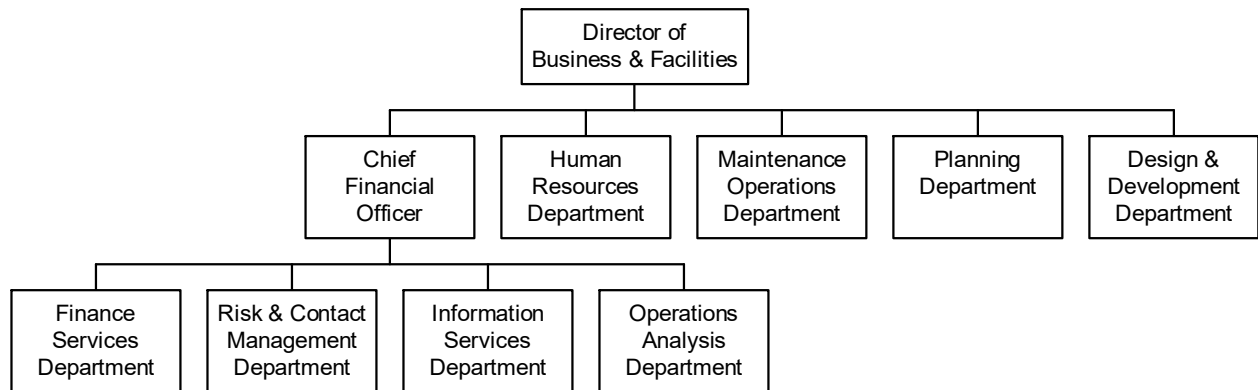 Director of
Business & Facilities
Chief
Financial
Officer
Human
Resources
Department
Maintenance
Operations
Department
Planning
Department
Design &
Development
Department
Finance
Services
Department
Risk & Contact
Management
Department
Information
Services
Department
Operations
Analysis
Department